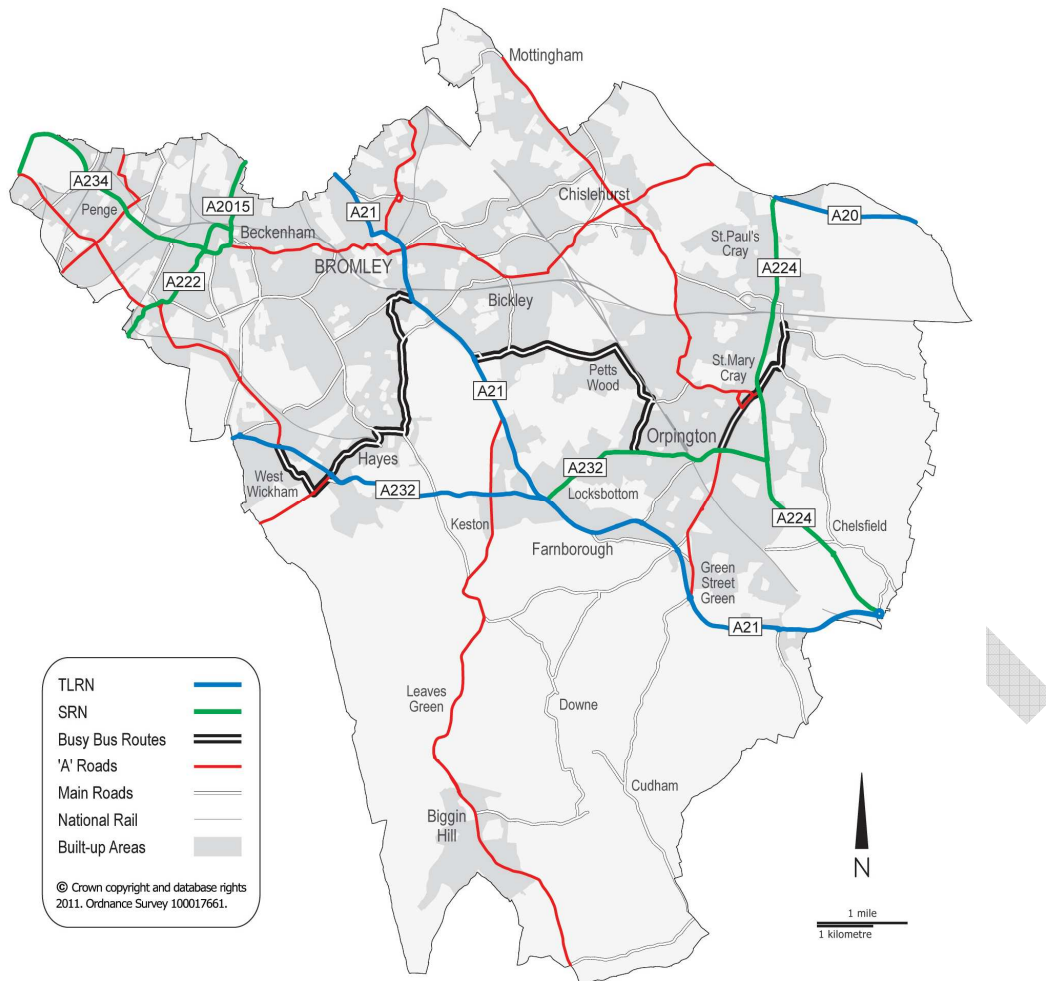 Mottingham
A234
Penge
A2015
A21
Chislehurst
Beckenham
A20
St.Paul's
Cray
BROMLEY
A224
A222
Bickley
St.Mary
Cray
Petts
Wood
A21
Orpington
Hayes
A232
West
Wickham
A232
Locksbottom
Keston
A224
Chelsfield
Farnborough
Green
Street
Green
A21
Leaves
Green
Downe
Cudham
Biggin
Hill
TLRN
SRN
Busy Bus Routes
'A' Roads
Main Roads
National Rail
Built-up Areas
© Crown copyright and database rights
2011. Ordnance Survey 100017661.
N
1 mile
1 kilometre